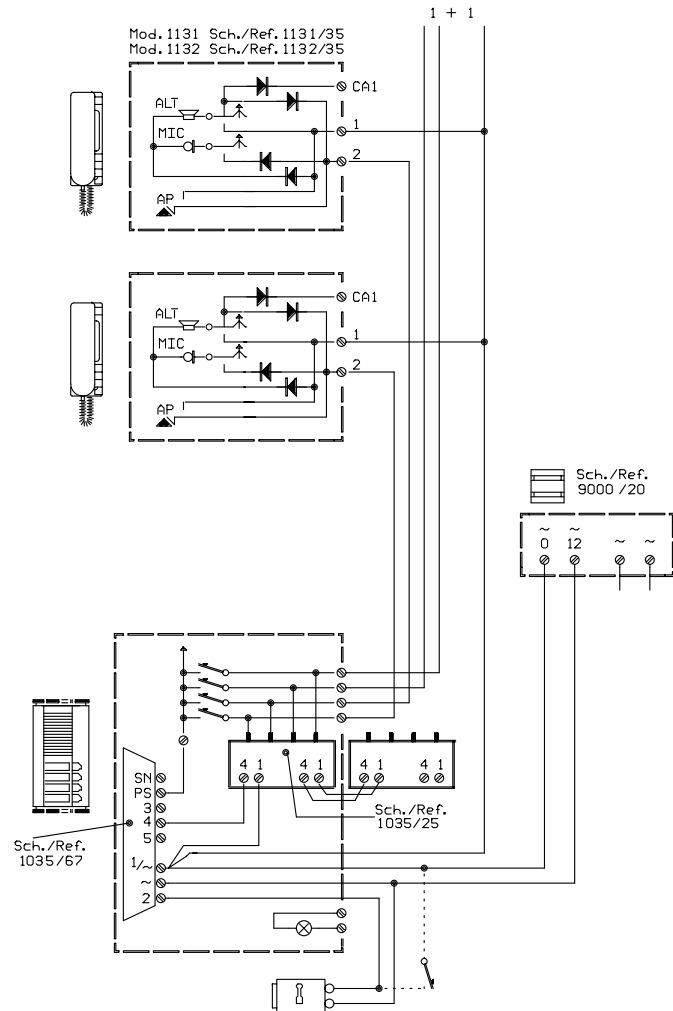 1 + 1
Mod.1131 Sch./Ref.1131/35
Mod.1132 Sch./Ref.1132/35
CA1
ALT
1
MIC
2
AP
CA1
ALT
1
MIC
2
AP
Sch./Ref.
9000/20
~ ~
0 12 ~ ~
4 1 4 1 4 1 4 1
SN
PS
3
4
5
1/~
~
2
Sch./Ref.
1035/25
Sch./Ref.
1035/67